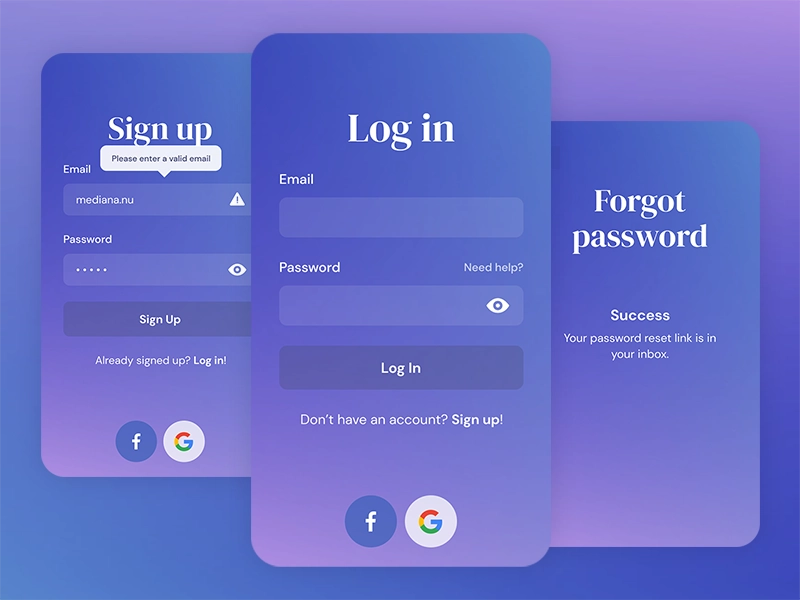 Sign up
Please enter a valid email
Email
mediana.nu
Password
Sign Up
Already signed up? Log in!
f
G
Log in
Email
Password Need help?
Log In
Don’t have an account? Sign up!
f
G
Forgot
password
Success
Your password reset link is in
your inbox.